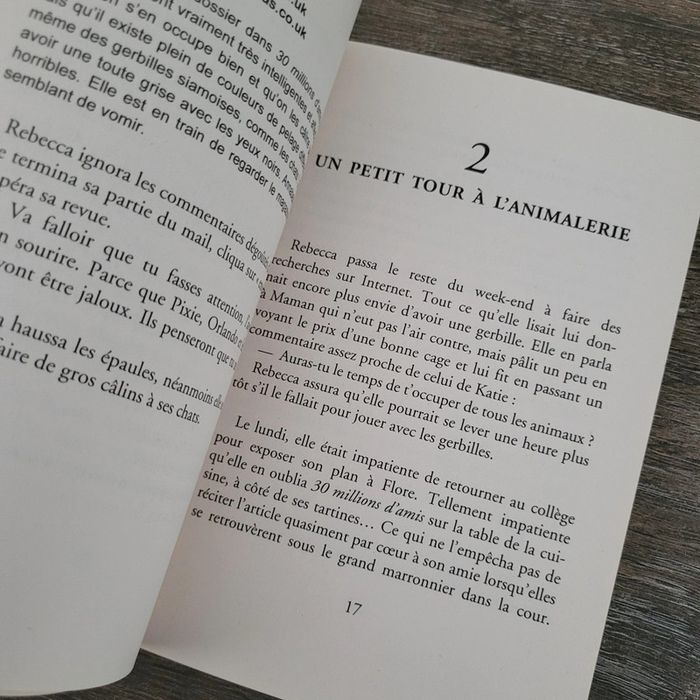 s.co.uk
dossier dans 30 millions d'a
n s'en occupe bien et qu'on les câline
nt vraiment très intelligentes et
ais qu'il existe plein de couleurs de pelage
même des gerbilles siamoises, comme les
avoir une toute grise avec les yeux noirs.
horribles. Elle est en train de regarder le
semblant de vomir.
Rebecca ignora les commentaires
e termina sa partie du mail, cliqua sur
péra sa revue.
Va falloir que tu fasses attention,
n sourire. Parce que Pixie, Orlando
vont être jaloux. Ils penseront que
a haussa les épaules, néanmoins
faire de gros câlins à ses chats.
2
UN PETIT TOUR À L'ANIMALERIE
Rebecca passa le reste du week-end à faire des
recherches sur Internet. Tout ce qu'elle lisait lui don-
nait encore plus envie d'avoir une gerbille. Elle en parla
à Maman qui n'eut pas l'air contre, mais pâlit un peu en
voyant le prix d'une bonne cage et lui fit en passant un
commentaire assez proche de celui de Katie :
— Auras-tu le temps de t'occuper de tous les animaux ?
Rebecca assura qu'elle pourrait se lever une heure plus
tôt s'il le fallait pour jouer avec les gerbilles.
Le lundi, elle était impatiente de retourner au collège
pour exposer son plan à Flore. Tellement impatiente
qu'elle en oublia 30 millions d'amis sur la table de la cui-
sine, à côté de ses tartines… Ce qui ne l'empêcha pas de
réciter l'article quasiment par cœur à son amie lorsqu'elles
se retrouvèrent sous le grand marronnier dans la cour.
17